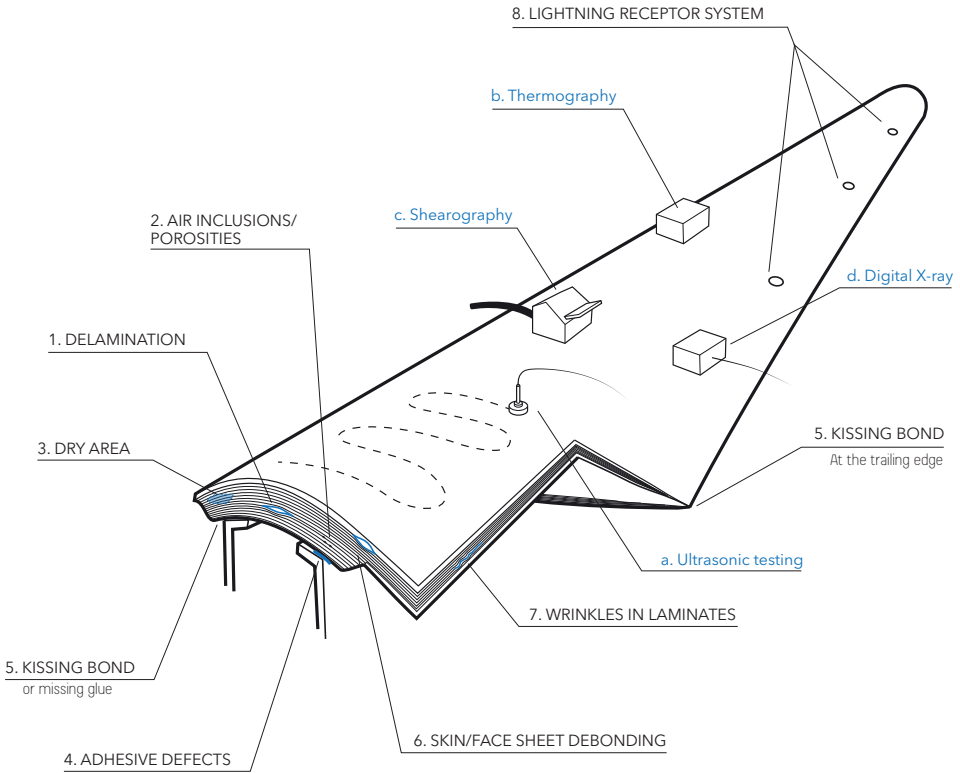 8. LIGHTNING RECEPTOR SYSTEM
b. Thermography
c. Shearography
2. AIR INCLUSIONS/
POROSITIES
d. Digital X-ray
1. DELAMINATION
3. DRY AREA
5. KISSING BOND
At the trailing edge
a. Ultrasonic testing
7. WRINKLES IN LAMINATES
5. KISSING BOND
or missing glue
6. SKIN/FACE SHEET DEBONDING
4. ADHESIVE DEFECTS